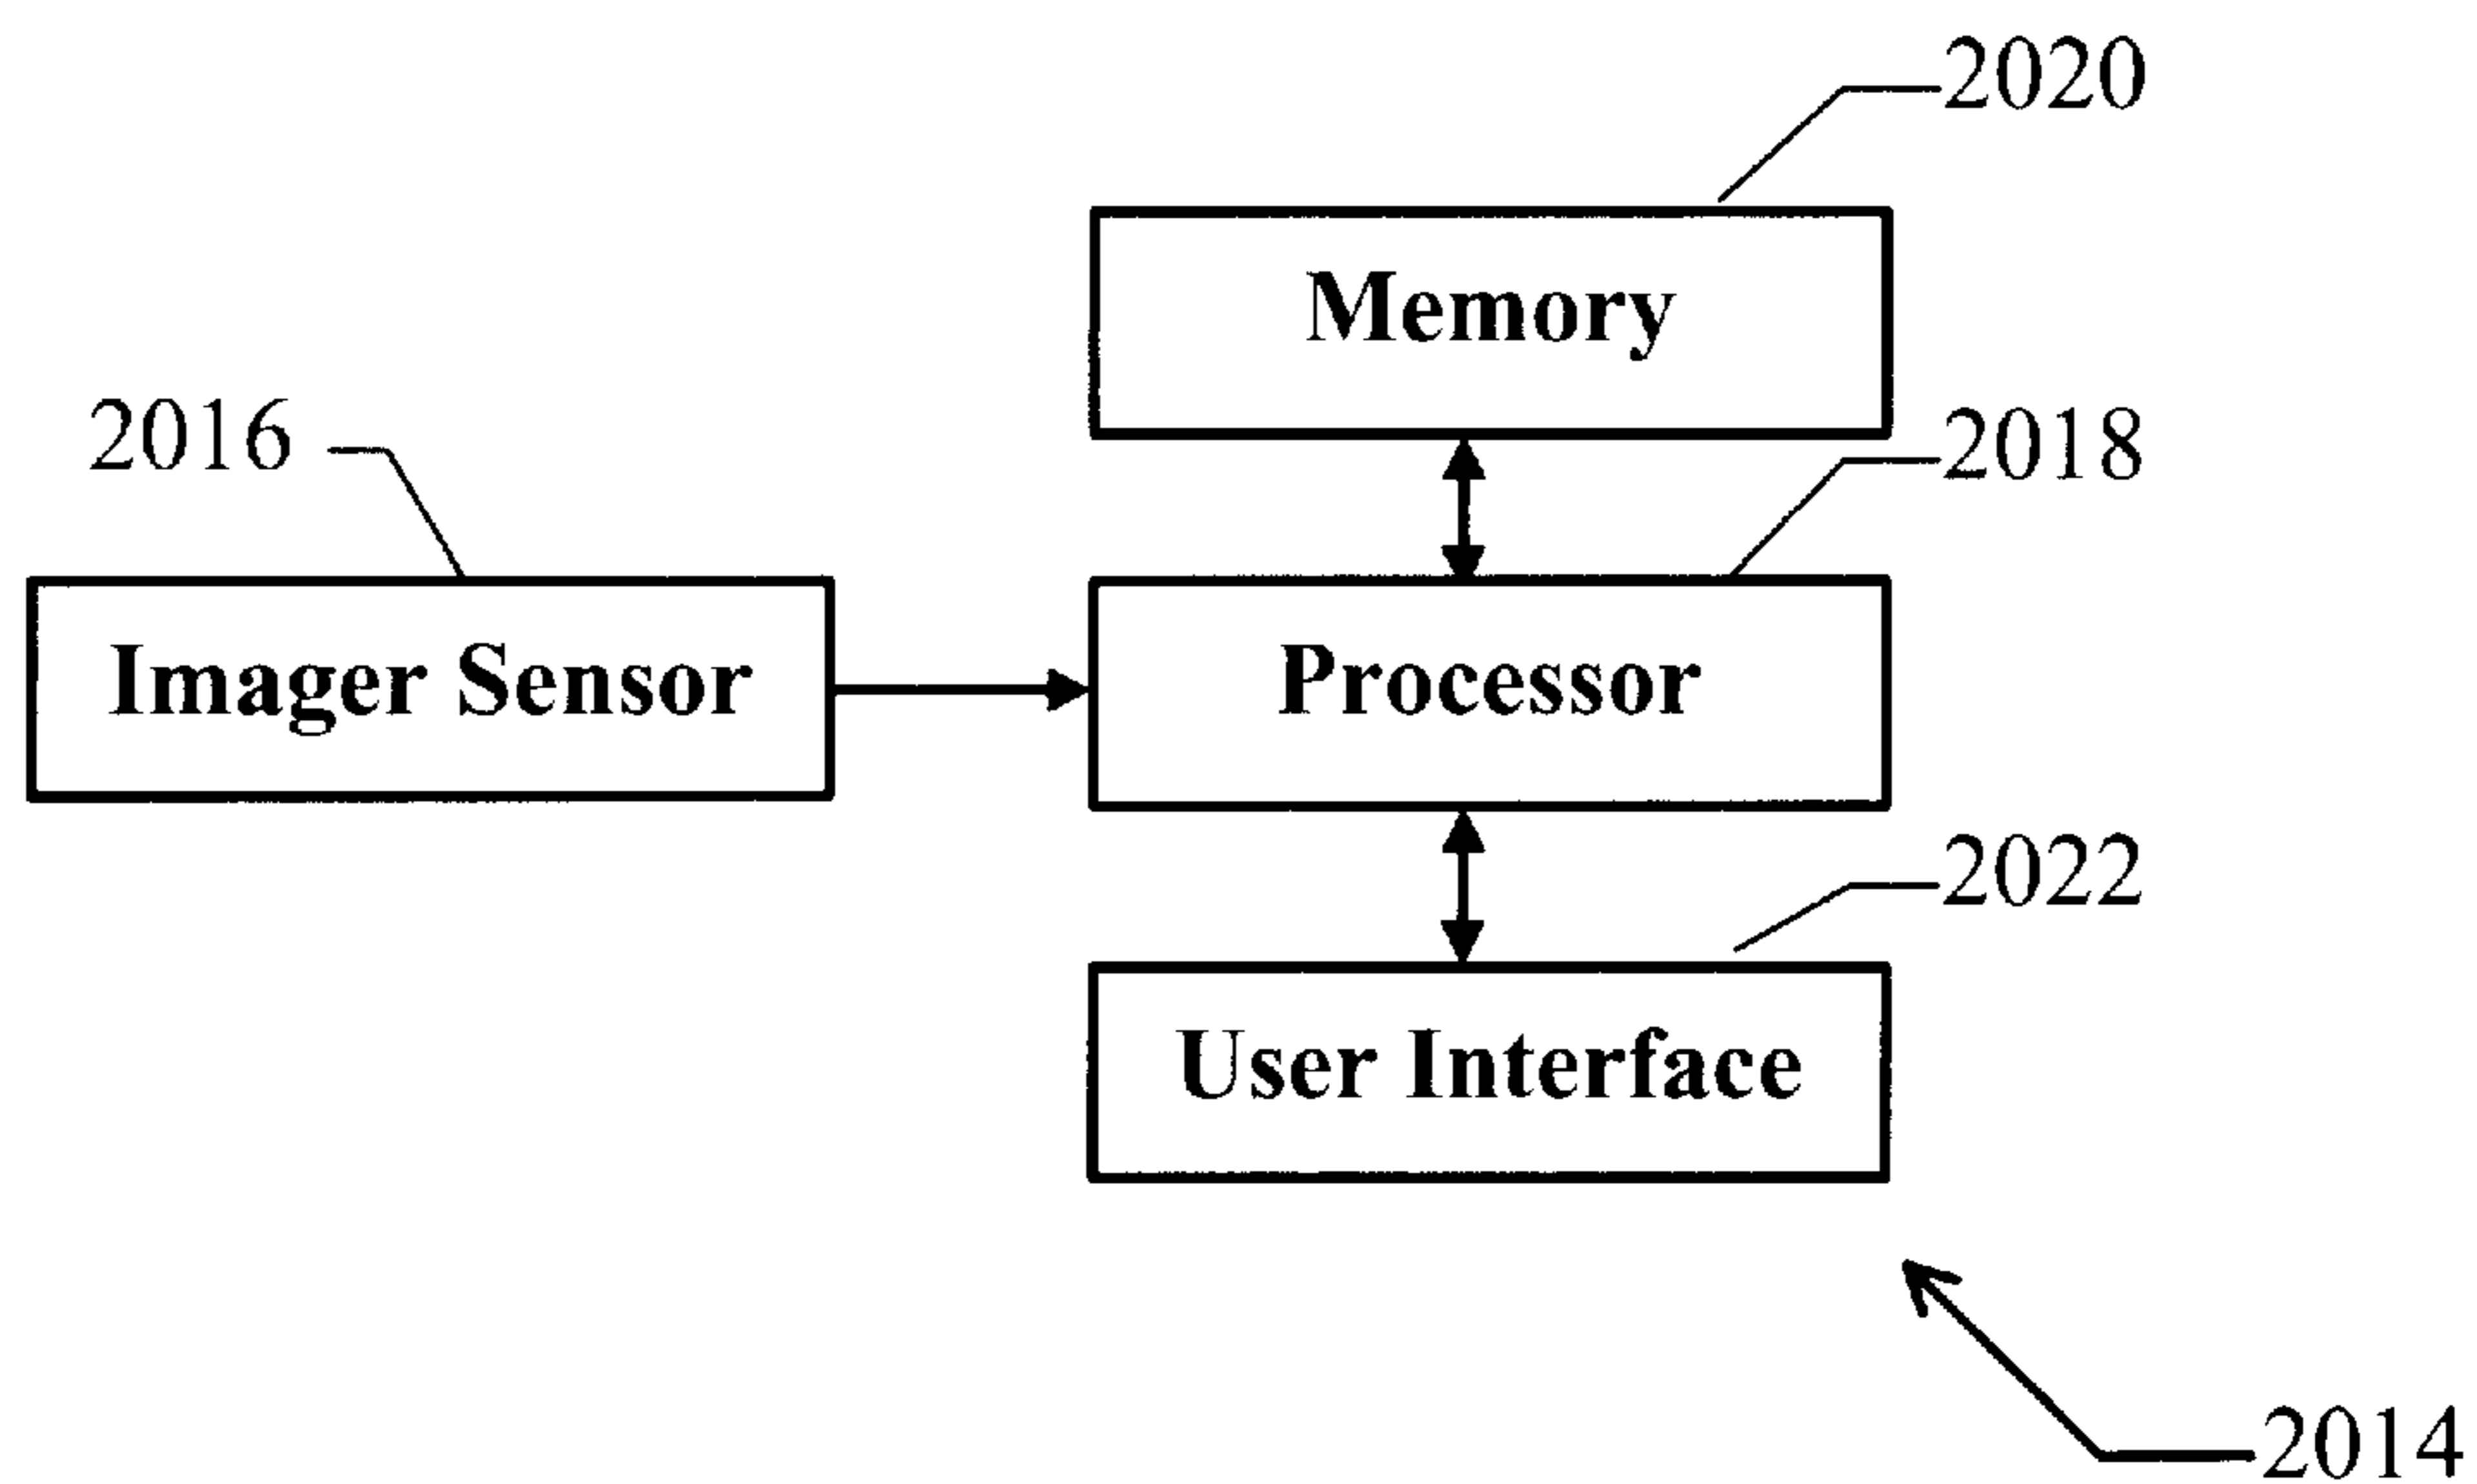 2020
Memory
2016
2018
Imager Sensor
Processor
2022
User Interface
2014